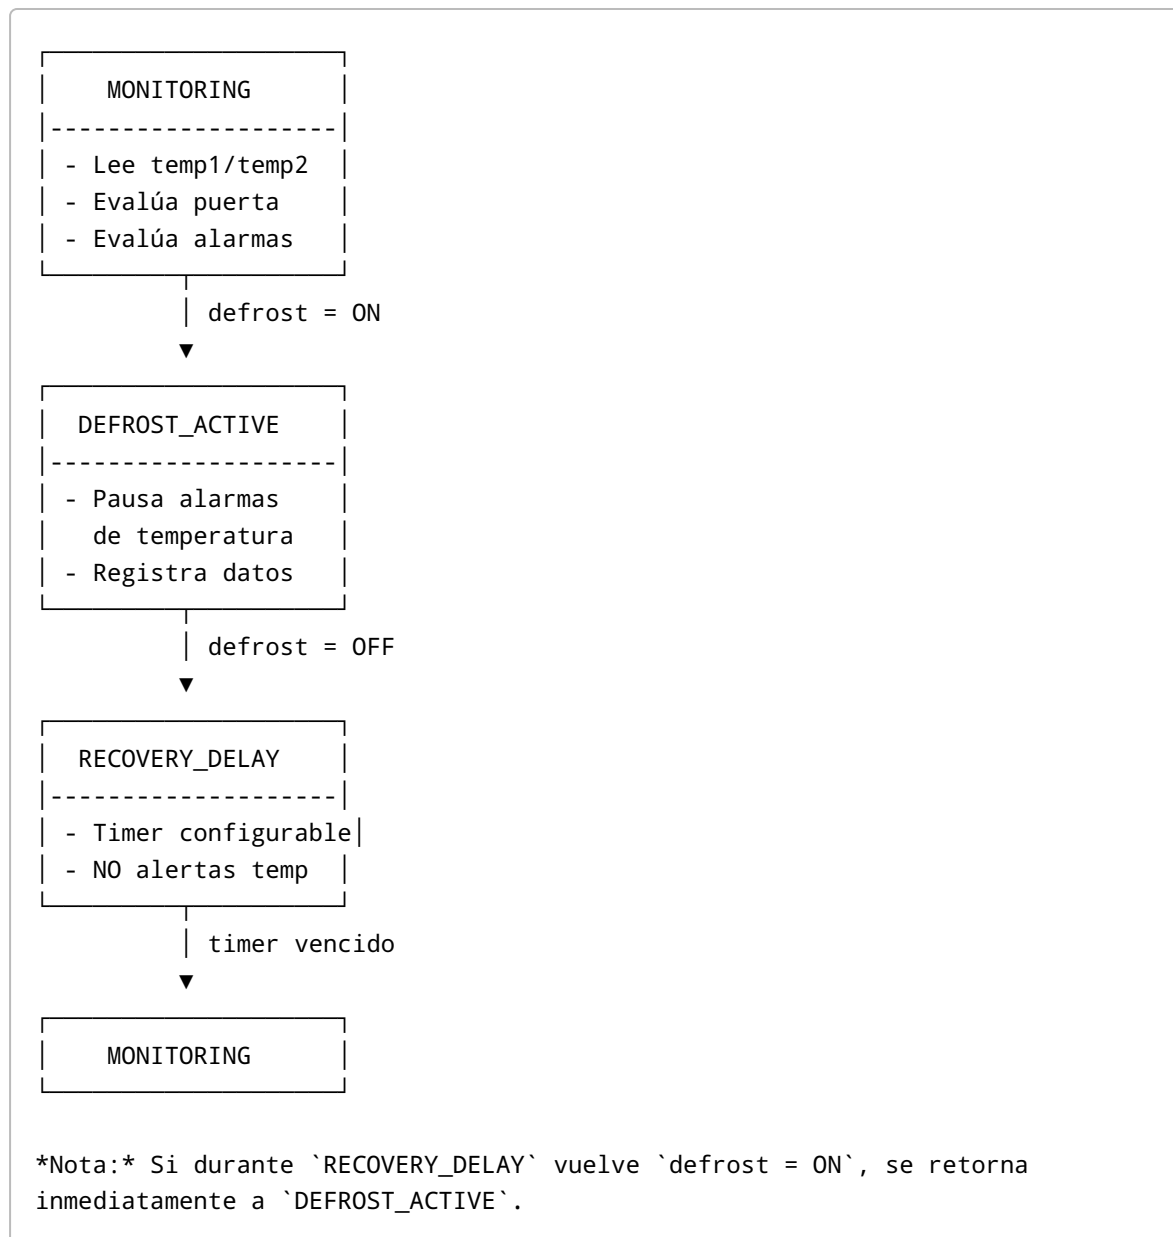 ┌────────────────────┐
│    MONITORING      │
│--------------------│
│ - Lee temp1/temp2  │
│ - Evalúa puerta    │
│ - Evalúa alarmas   │
└─────────┬──────────┘
          │ defrost = ON
          ▼
┌────────────────────┐
│  DEFROST_ACTIVE    │
│--------------------│
│ - Pausa alarmas    │
│   de temperatura   │
│ - Registra datos   │
└─────────┬──────────┘
          │ defrost = OFF
          ▼
┌────────────────────┐
│  RECOVERY_DELAY    │
│--------------------│
│ - Timer configurable│
│ - NO alertas temp  │
└─────────┬──────────┘
          │ timer vencido
          ▼
┌────────────────────┐
│    MONITORING      │
└────────────────────┘

*Nota:* Si durante `RECOVERY_DELAY` vuelve `defrost = ON`, se retorna
inmediatamente a `DEFROST_ACTIVE`.